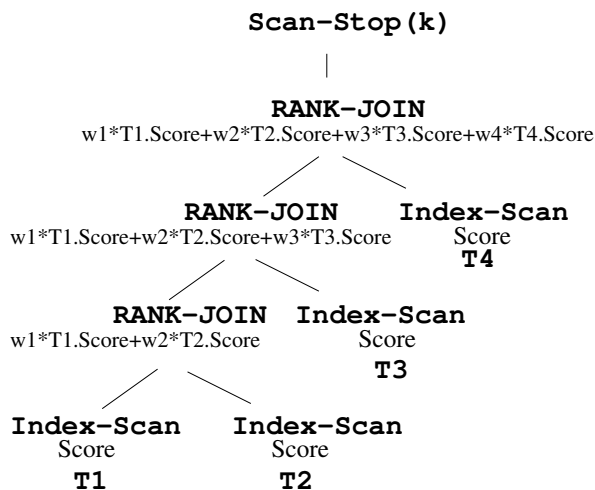 Scan-Stop(k)
RANK-JOIN
w1*T1.Score+w2*T2.Score+w3*T3.Score+w4*T4.Score
RANK-JOIN
w1*T1.Score+w2*T2.Score+w3*T3.Score
Index-Scan
Score
T4
RANK-JOIN
w1*T1.Score+w2*T2.Score
Index-Scan
Score
T3
Index-Scan
Score
T1
Index-Scan
Score
T2